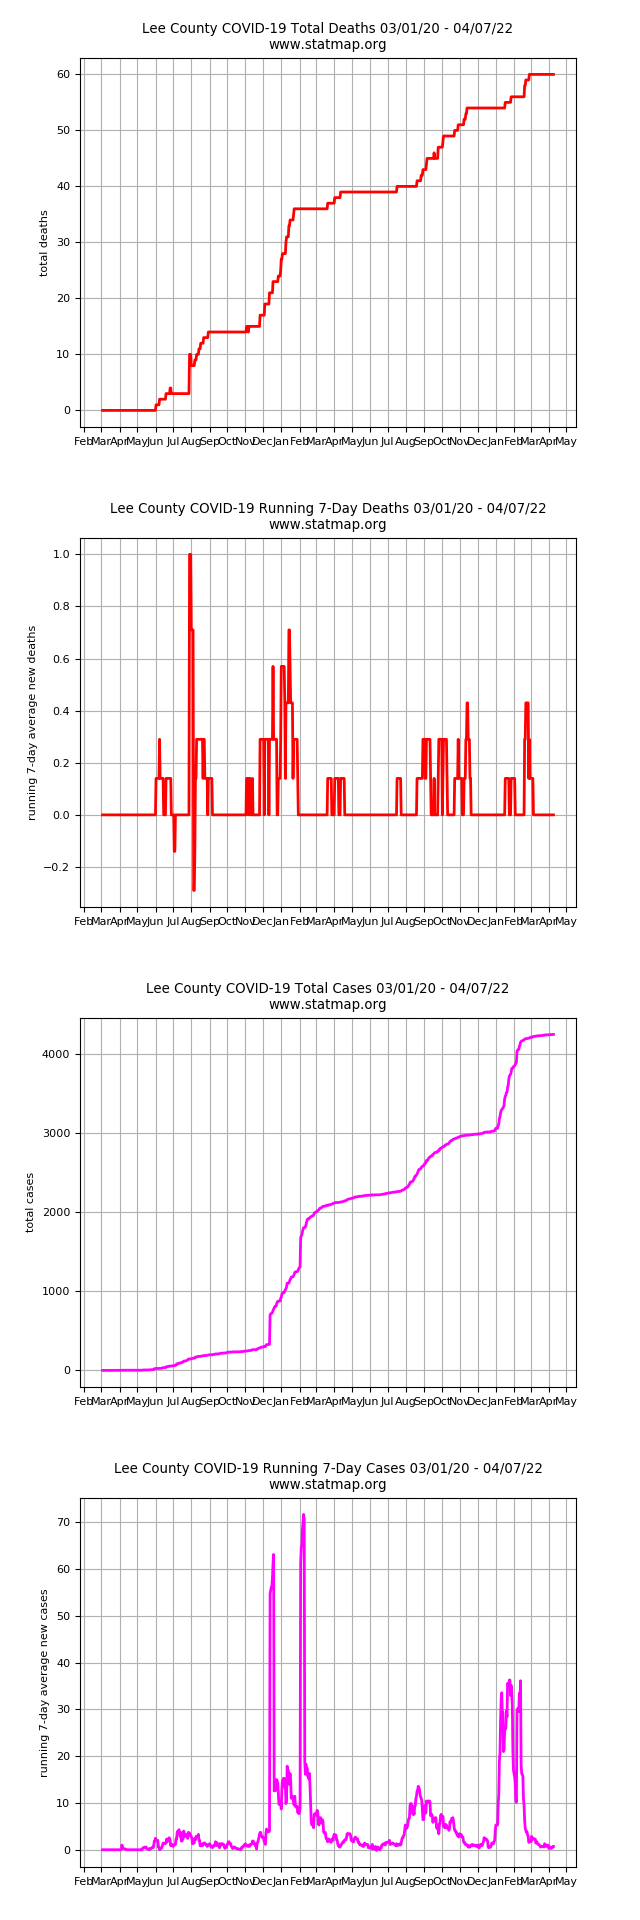 Lee County COVID-19 Total Deaths 03/01/20 - 04/07/22
www.statmap.org
60
50
40
30
20
10
0
total deaths
Feb Mar Apr May Jun Jul Aug Sep Oct Nov Dec Jan Feb Mar Apr May Jun Jul Aug Sep Oct Nov Dec Jan Feb Mar Apr May
Lee County COVID-19 Running 7-Day Deaths 03/01/20 - 04/07/22
www.statmap.org
1.0
0.8
0.6
0.4
0.2
0.0
−0.2
running 7-day average new deaths
Feb Mar Apr May Jun Jul Aug Sep Oct Nov Dec Jan Feb Mar Apr May Jun Jul Aug Sep Oct Nov Dec Jan Feb Mar Apr May
Lee County COVID-19 Total Cases 03/01/20 - 04/07/22
www.statmap.org
4000
3000
2000
1000
0
total cases
Feb Mar Apr May Jun Jul Aug Sep Oct Nov Dec Jan Feb Mar Apr May Jun Jul Aug Sep Oct Nov Dec Jan Feb Mar Apr May
Lee County COVID-19 Running 7-Day Cases 03/01/20 - 04/07/22
www.statmap.org
70
60
50
40
30
20
10
0
running 7-day average new cases
Feb Mar Apr May Jun Jul Aug Sep Oct Nov Dec Jan Feb Mar Apr May Jun Jul Aug Sep Oct Nov Dec Jan Feb Mar Apr May